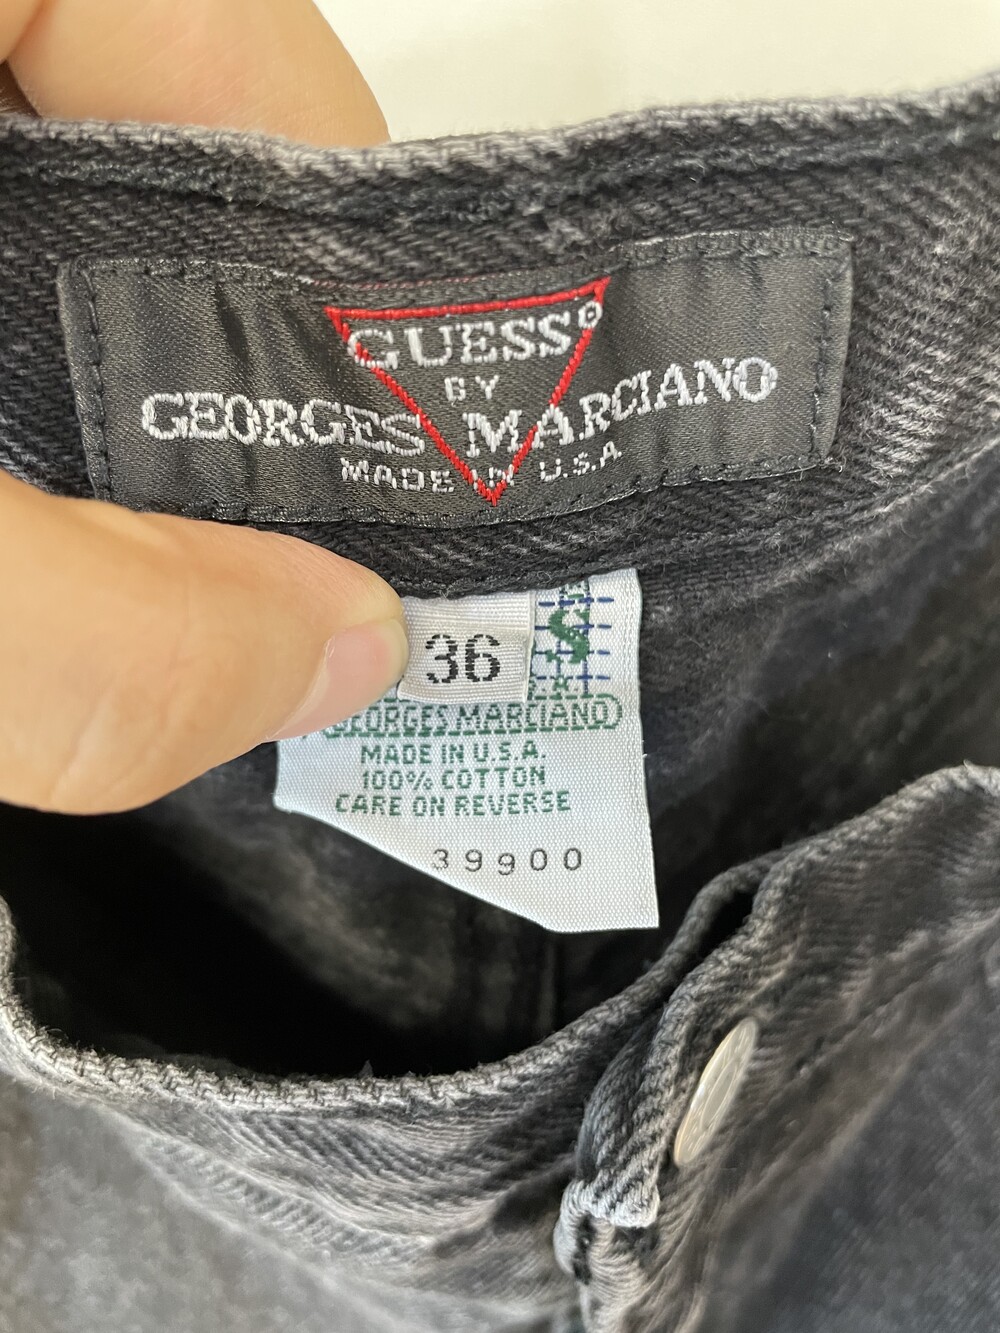 GUESS
BY
GEORGES MARCIANO
MADE IN U.S.A
36
S
GEORGES MARCIANO
MADE IN U.S.A.
100% COTTON
CARE ON REVERSE
39900